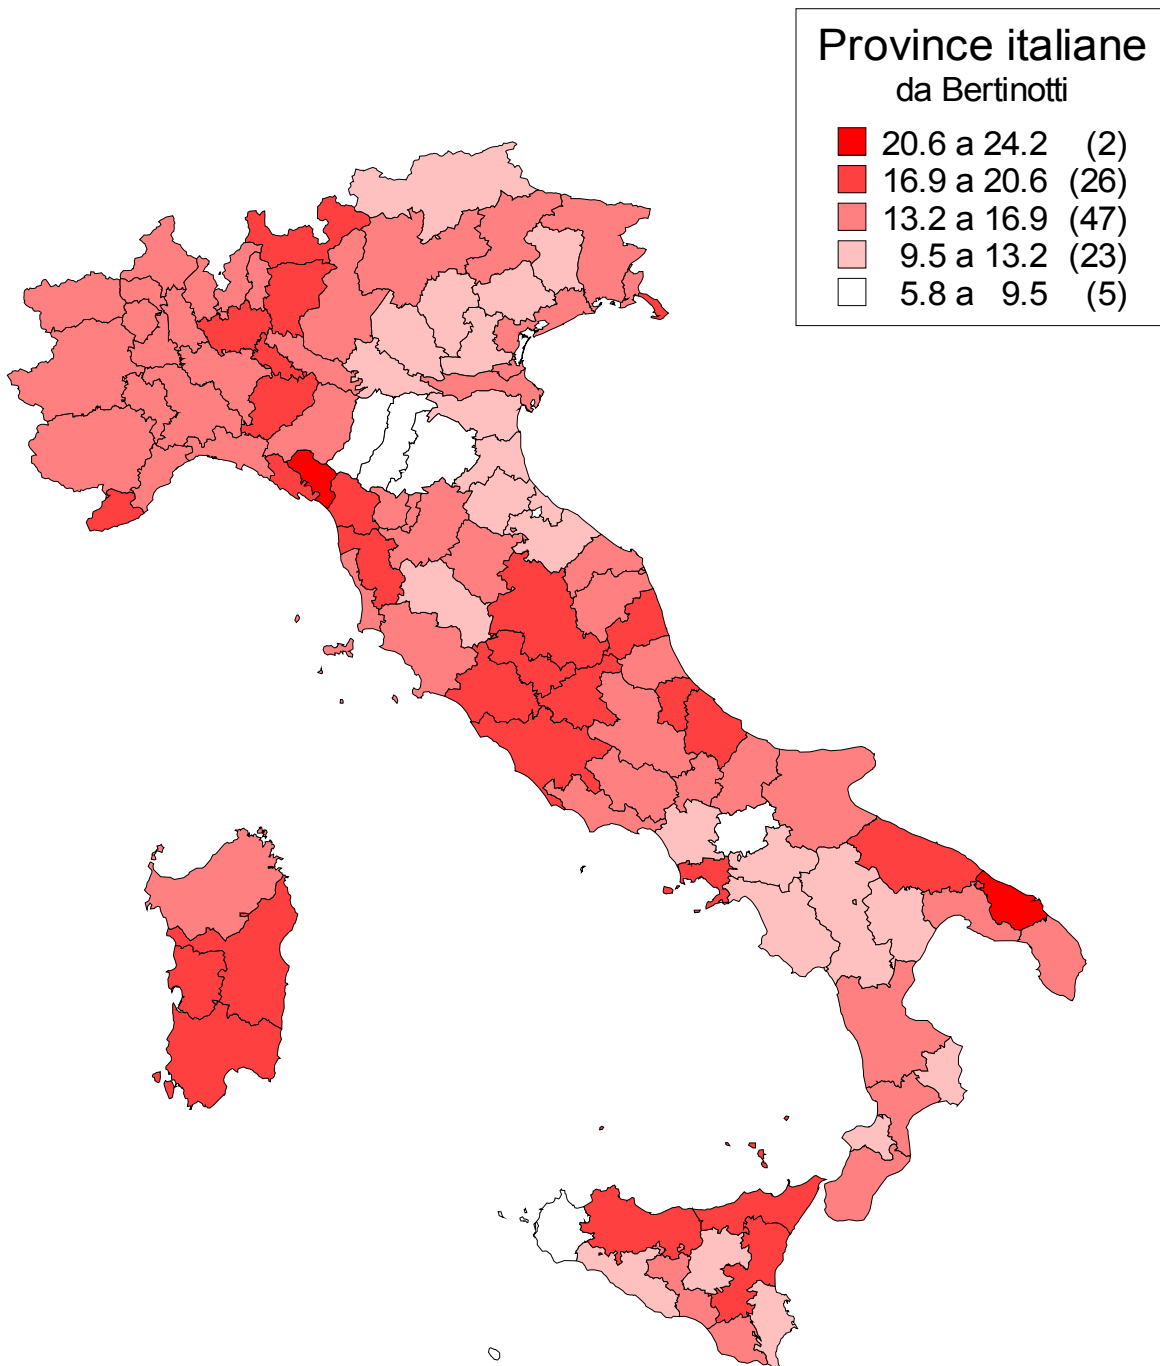 Province italiane
da Bertinotti
20.6 a 24.2 (2)
16.9 a 20.6 (26)
13.2 a 16.9 (47)
9.5 a 13.2 (23)
5.8 a 9.5 (5)